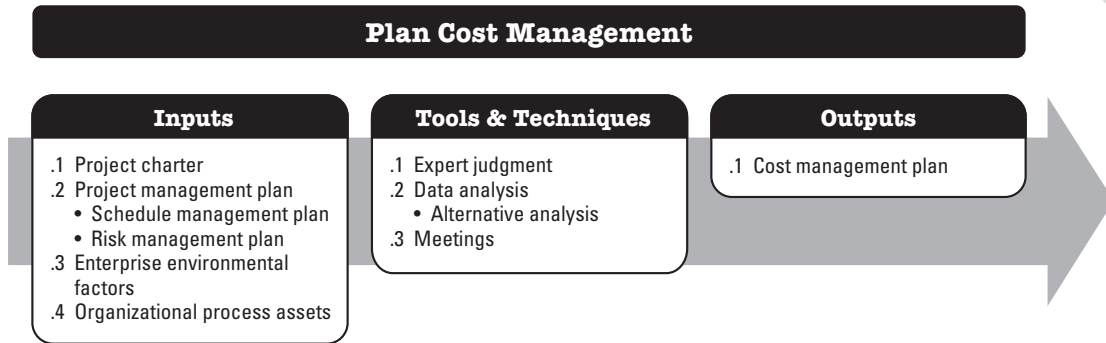 Plan Cost Management
Inputs
.1 Project charter
.2 Project management plan
• Schedule management plan
• Risk management plan
.3 Enterprise environmental
factors
.4 Organizational process assets
Tools & Techniques
.1 Expert judgment
.2 Data analysis
• Alternative analysis
.3 Meetings
Outputs
.1 Cost management plan